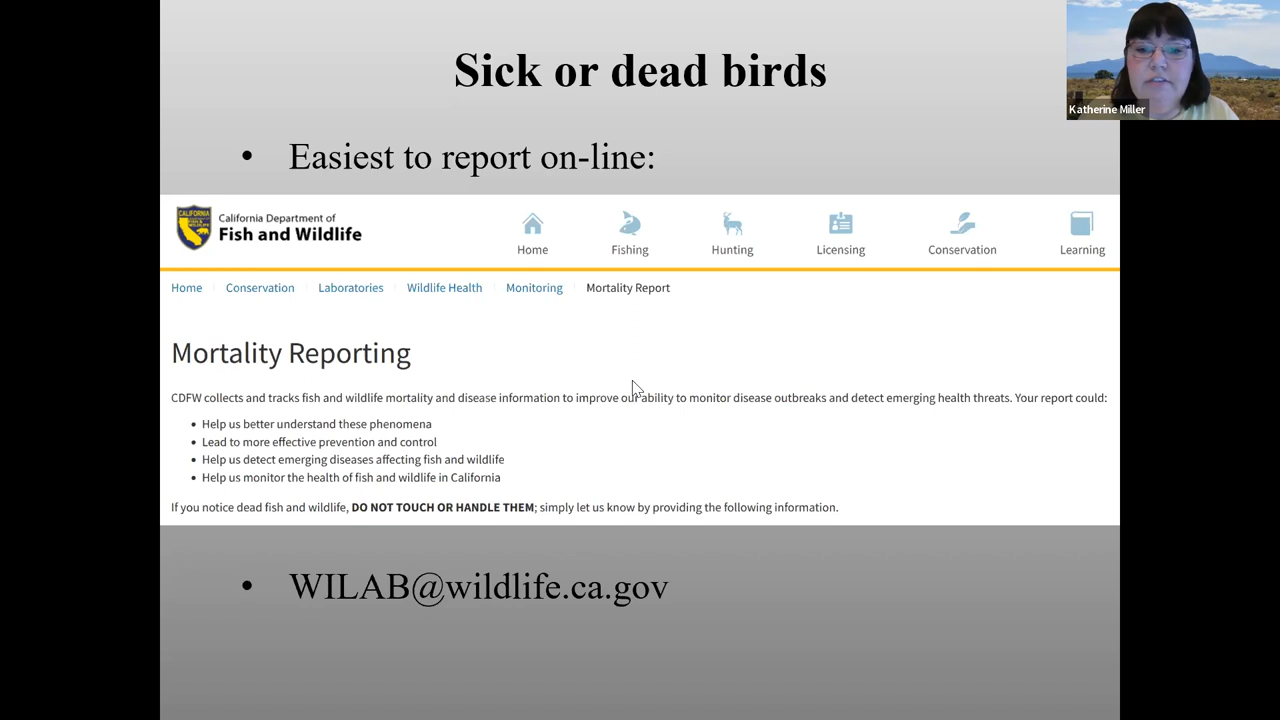 Sick or dead birds
Katherine Miller
• Easiest to report on-line:
California Department of
Fish and Wildlife
Home Fishing Hunting Licensing Conservation Learning
Home Conservation Laboratories Wildlife Health Monitoring Mortality Report
Mortality Reporting
CDFW collects and tracks fish and wildlife mortality and disease information to improve our ability to monitor disease outbreaks and detect emerging health threats. Your report could:
• Help us better understand these phenomena
• Lead to more effective prevention and control
• Help us detect emerging diseases affecting fish and wildlife
• Help us monitor the health of fish and wildlife in California
If you notice dead fish and wildlife, DO NOT TOUCH OR HANDLE THEM; simply let us know by providing the following information.
• WILAB@wildlife.ca.gov